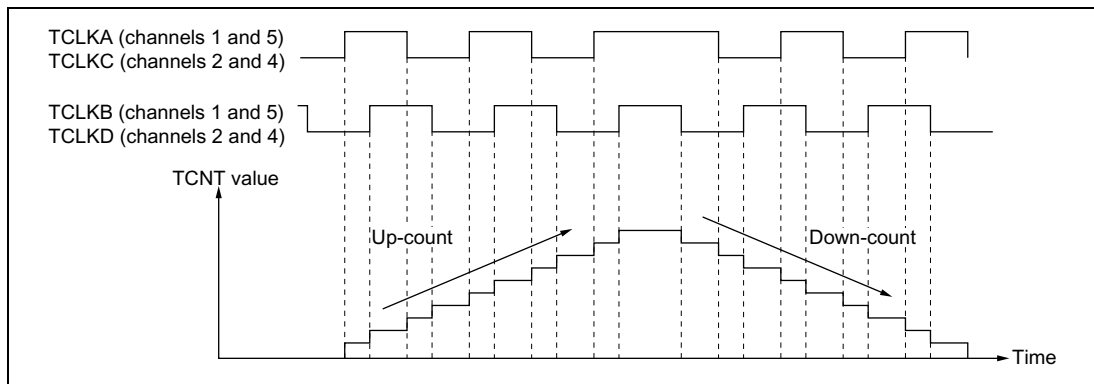 TCLKA (channels 1 and 5)
TCLKC (channels 2 and 4)
TCLKB (channels 1 and 5)
TCLKD (channels 2 and 4)
TCNT value
Up-count
Down-count
Time